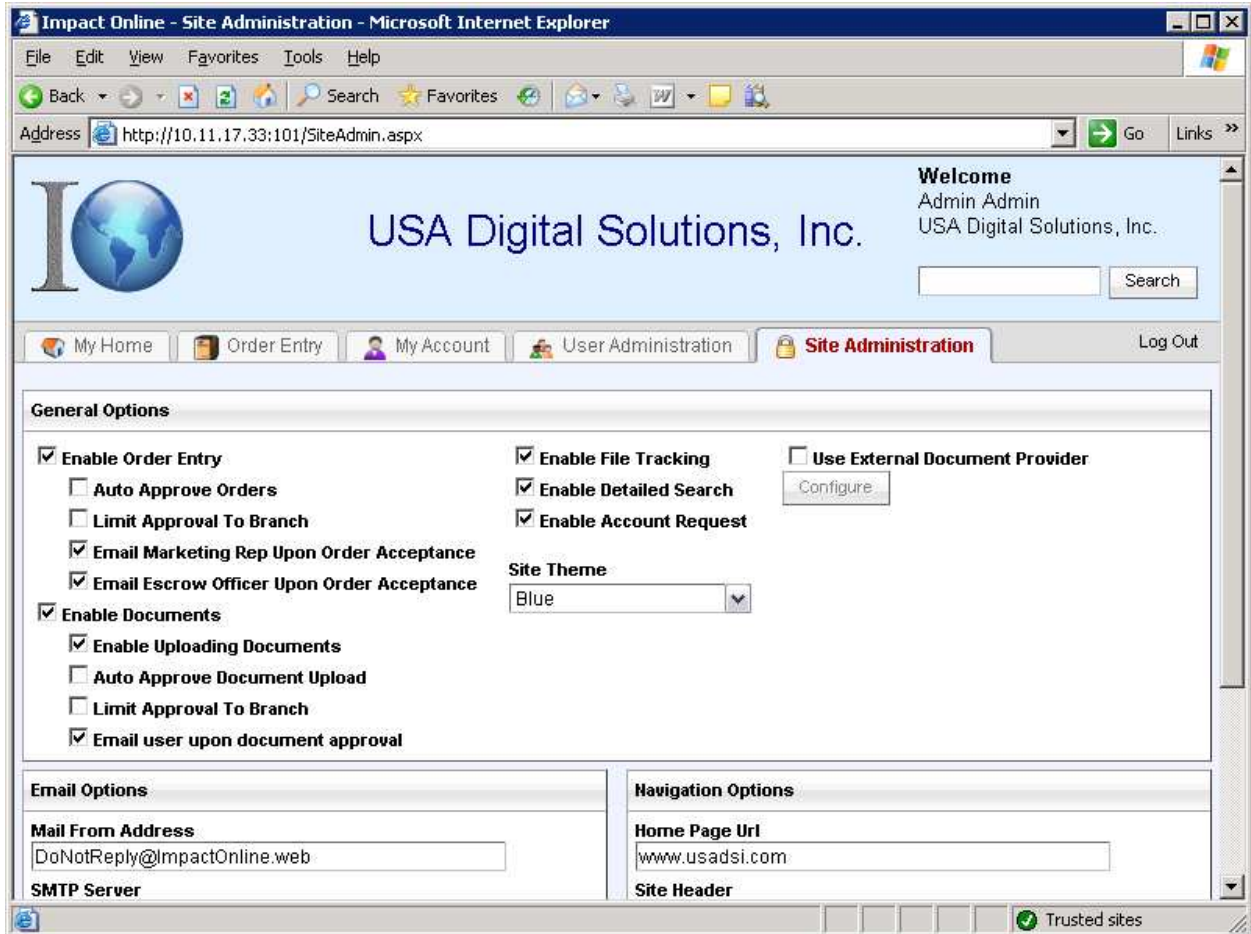 Impact Online - Site Administration - Microsoft Internet Explorer
File Edit View Favorites Tools Help
Back Search Favorites
Address http://10.11.17.33:101/SiteAdmin.aspx Go Links »
IO
USA Digital Solutions, Inc.
Welcome
Admin Admin
USA Digital Solutions, Inc.
Search
My Home Order Entry My Account User Administration Site Administration Log Out
General Options
Enable Order Entry
Auto Approve Orders
Limit Approval To Branch
Email Marketing Rep Upon Order Acceptance
Email Escrow Officer Upon Order Acceptance
Enable Documents
Enable Uploading Documents
Auto Approve Document Upload
Limit Approval To Branch
Email user upon document approval
Enable File Tracking
Enable Detailed Search
Enable Account Request
Site Theme
Blue
Use External Document Provider
Configure
Email Options
Mail From Address
DoNotReply@ImpactOnline.web
SMTP Server
Navigation Options
Home Page Url
www.usadsi.com
Site Header
Trusted sites